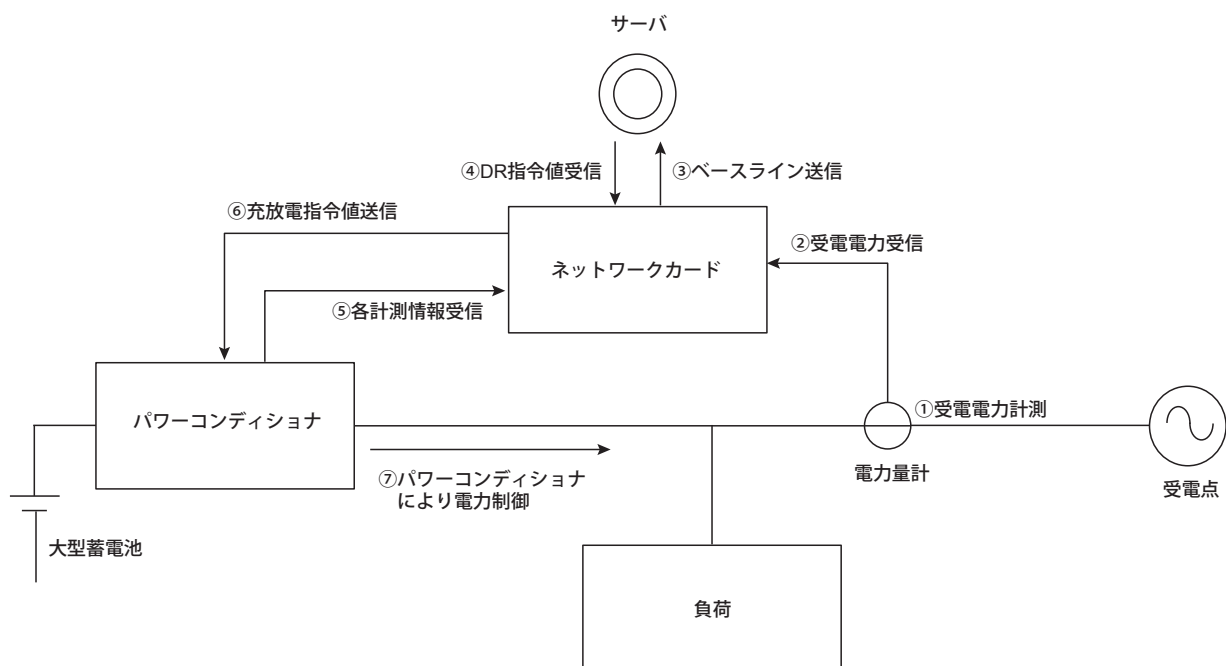 サーバ
④DR指令値受信
③ベースライン送信
⑥充放電指令値送信
②受電電力受信
ネットワークカード
⑤各計測情報受信
パワーコンディショナ
①受電電力計測
電力量計
受電点
⑦パワーコンディショナ
により電力制御
大型蓄電池
負荷